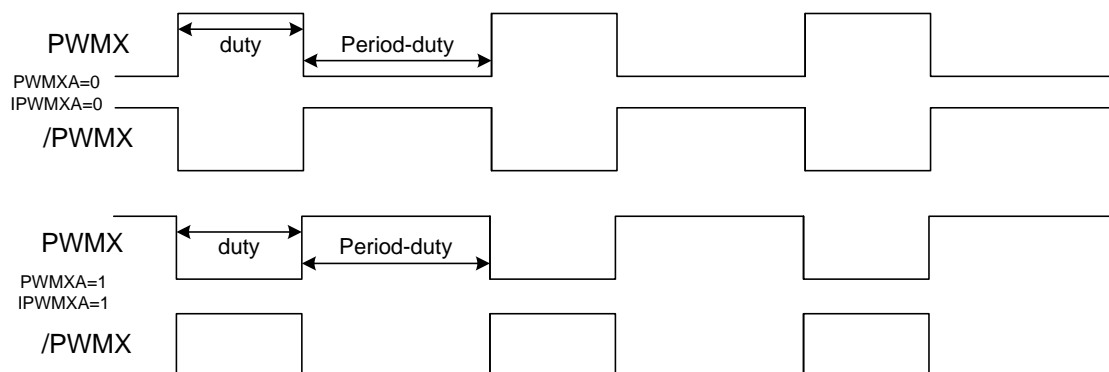 PWMX
duty
Period-duty
PWMXA=0
IPWMXA=0
/PWMX
PWMX
duty
Period-duty
PWMXA=1
IPWMXA=1
/PWMX